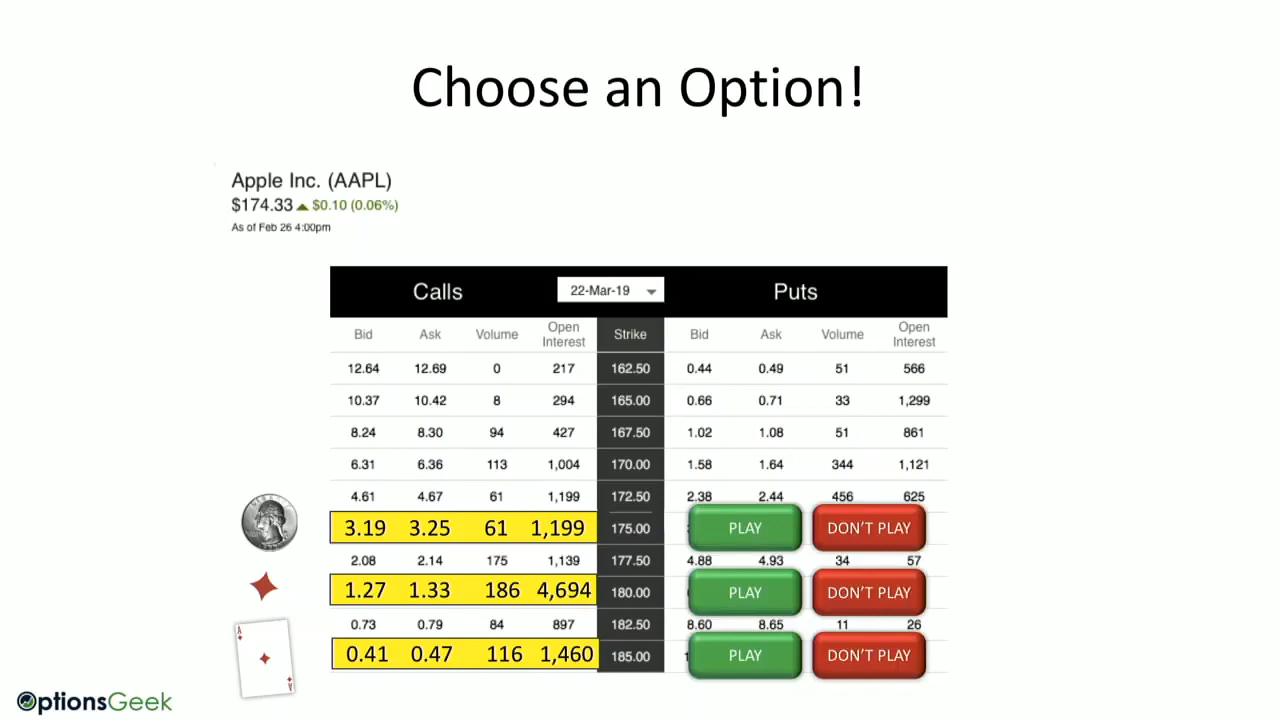 Choose an Option!
Apple Inc. (AAPL)
$174.33 ▲ $0.10 (0.06%)
As of Feb 26 4:00pm
Calls 22-Mar-19 Puts
Bid Ask Volume Open Interest Strike Bid Ask Volume Open Interest
12.64 12.69 0 217 162.50 0.44 0.49 51 566
10.37 10.42 8 294 165.00 0.66 0.71 33 1,299
8.24 8.30 94 427 167.50 1.02 1.08 51 861
6.31 6.36 113 1,004 170.00 1.58 1.64 344 1,121
4.61 4.67 61 1,199 172.50 2.38 2.44 456 625
3.19 3.25 61 1,199 175.00 PLAY DON'T PLAY
2.08 2.14 175 1,139 177.50 4.88 4.93 34 57
1.27 1.33 186 4,694 180.00 PLAY DON'T PLAY
0.73 0.79 84 897 182.50 8.60 8.65 11 26
0.41 0.47 116 1,460 185.00 PLAY DON'T PLAY
A
A
OptionsGeek